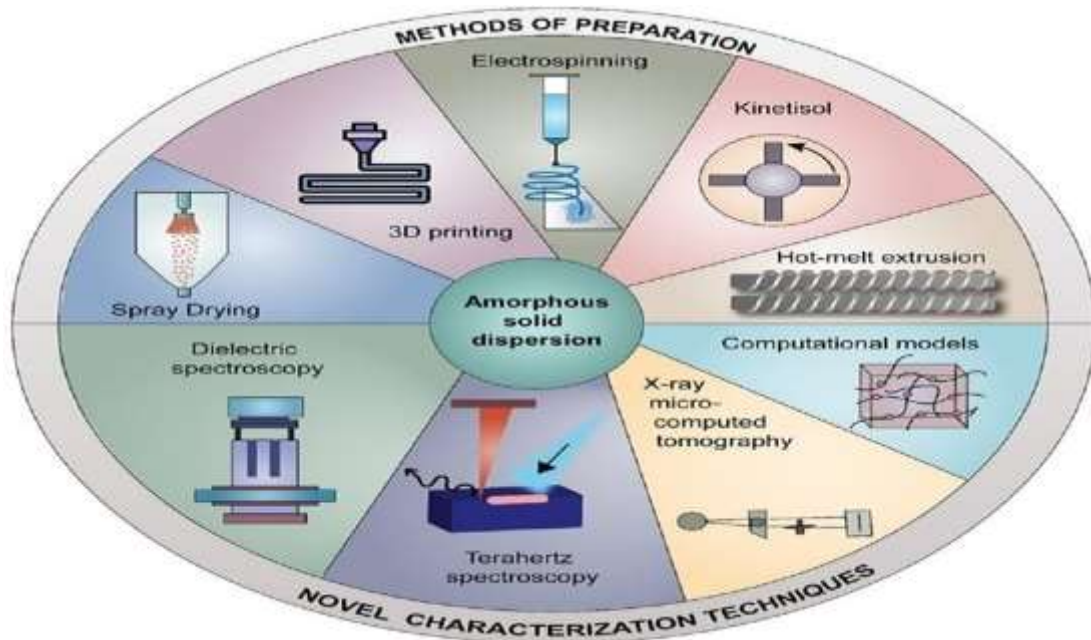 METHODS OF PREPARATION
Electrospinning
Kinetisol
3D printing
Hot-melt extrusion
Spray Drying
Amorphous
solid
dispersion
Dielectric
spectroscopy
Computational models
X-ray
micro-
computed
tomography
Terahertz
spectroscopy
NOVEL CHARACTERIZATION TECHNIQUES